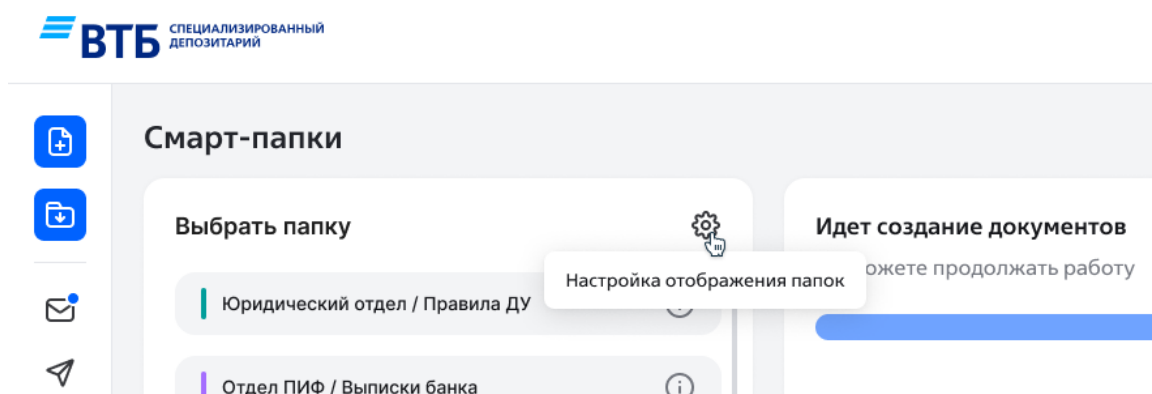 ВТБ СПЕЦИАЛИЗИРОВАННЫЙ
ДЕПОЗИТАРИЙ
Смарт-папки
Выбрать папку
Настройка отображения папок
Юридический отдел / Правила ДУ
Отдел ПИФ / Выписки банка
Идет создание документов
продолжать работу